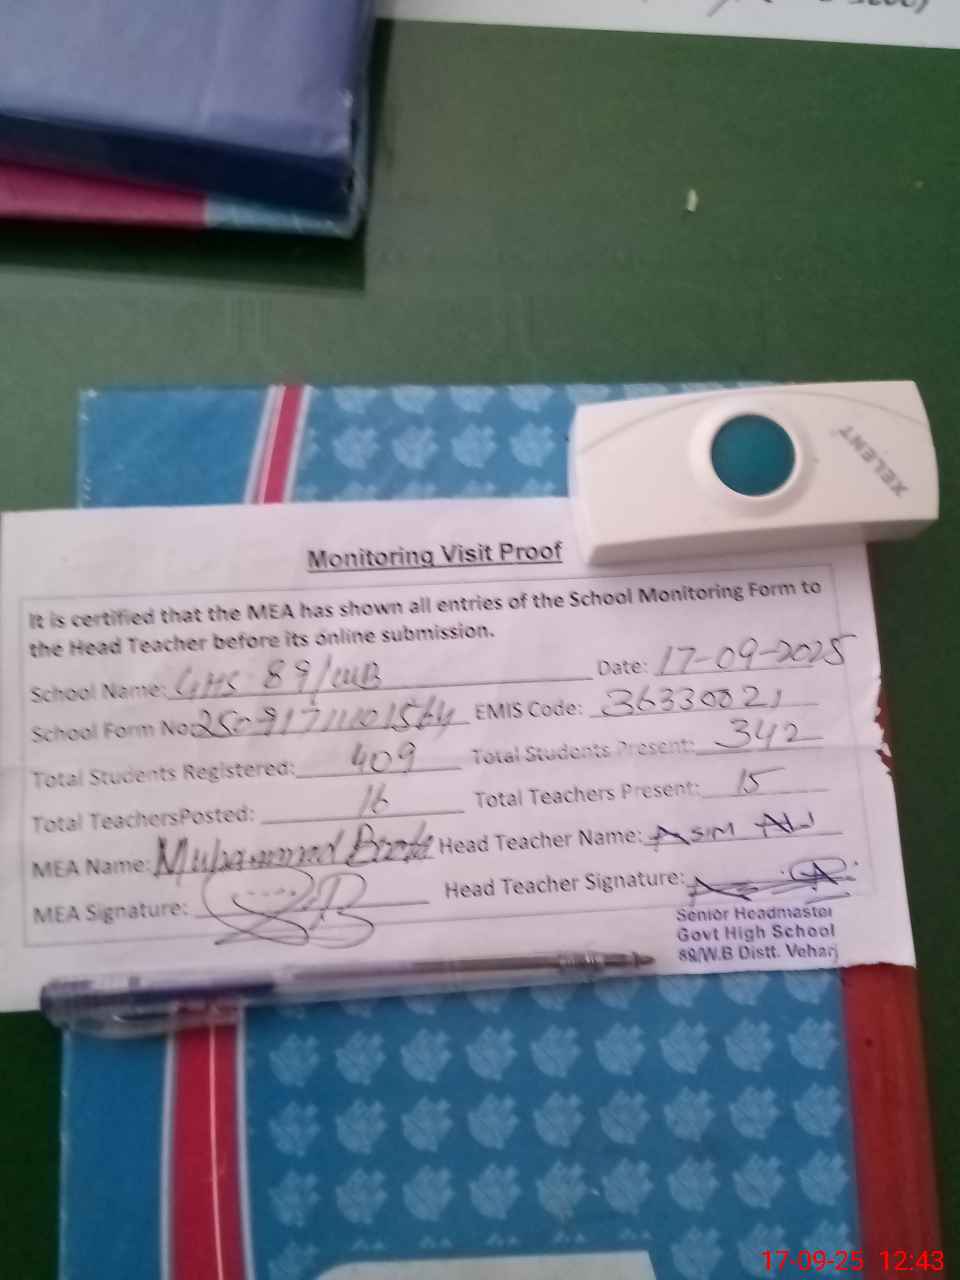 XELENT
Monitoring Visit Proof
It is certified that the MEA has shown all entries of the School Monitoring Form to
the Head Teacher before its online submission.
School Name: GHS 89/WB Date: 17-09-2025
School Form No: EMIS Code: 36330021
Total Students Registered: 409 Total Students Present: 342
Total TeachersPosted: 16 Total Teachers Present: 15
MEA Name: Muhammad Head Teacher Name: ASIM ALI
MEA Signature: Head Teacher Signature:
Senior Headmaster
Govt High School
89/W.B Distt. Vehari
17-09-25 12:43